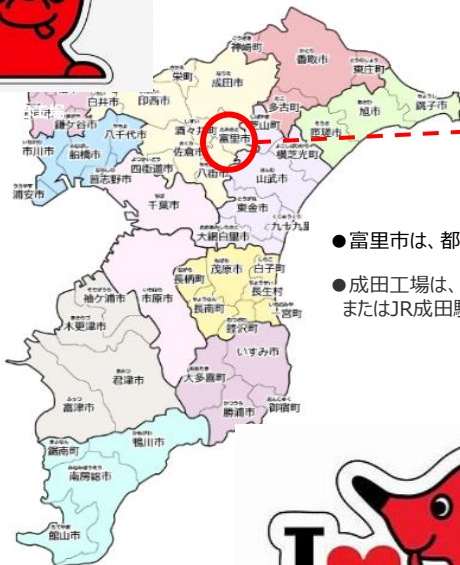 神崎町
香取市
東庄町
栄町
成田市
多古町
旭市
銚子市
白井市
印西市
鎌ケ谷市
八千代市
酒々井町
富里市
芝山町
匝瑳市
市川市
船橋市
佐倉市
横芝光町
習志野市
四街道市
八街市
山武市
浦安市
千葉市
東金市
九十九里
大網白里市
●富里市は、都
茂原市
白子町
長柄町
長生村
●成田工場は、
またはJR成田駅
袖ケ浦市
市原市
長南町
一宮町
木更津市
睦沢町
いすみ市
君津市
大多喜町
富津市
勝浦市
御宿町
鴨川市
鋸南町
南房総市
館山市
I